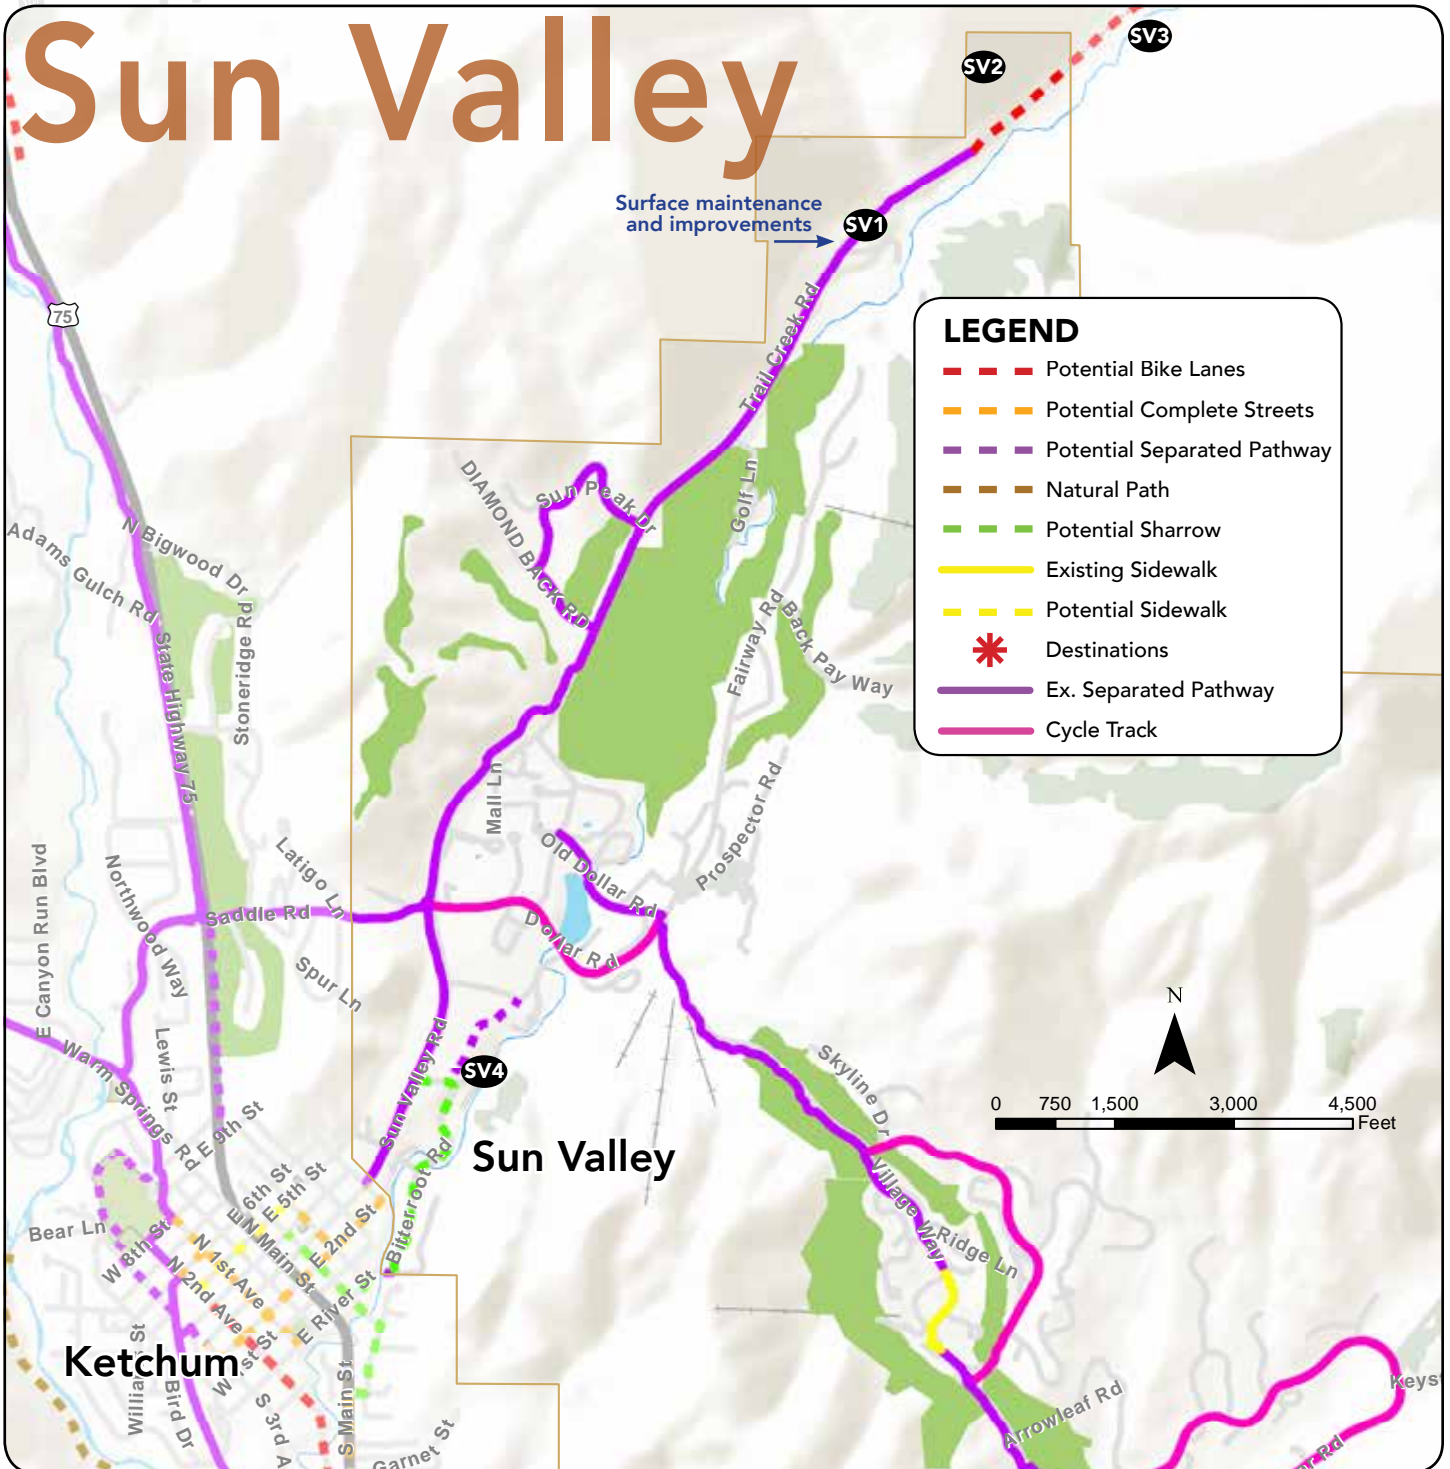 Sun Valley
SV3
SV2
Surface maintenance
and improvements
SV1
75
Trail Creek Rd
LEGEND
Potential Bike Lanes
Potential Complete Streets
Potential Separated Pathway
Natural Path
Potential Sharrow
Existing Sidewalk
Potential Sidewalk
Destinations
Ex. Separated Pathway
Cycle Track
Golf Ln
Sun Peak Dr
DIAMOND BACK RD
N Bigwood Dr
Adams Gulch Rd
State Highway 75
Stoneridge Rd
Fairway Rd
Back Pay Way
Mall Ln
Prospector Rd
Old Dollar Rd
Dollar Rd
Latigo Ln
Saddle Rd
Northwood Way
E Canyon Run Blvd
Spur Ln
Lewis St
Warm Springs Rd
Sun Valley Rd
SV4
Skyline Dr
N
0 750 1,500 3,000 4,500
Feet
E 9th St
Sun Valley
Bitterroot Rd
Village Way
Ridge Ln
E 6th St
E 5th St
E 2nd St
N Main St
Bear Ln
W 8th St
N 1st Ave
N 2nd Ave
E River St
W 1st St
Ketchum
Williams St
Bird Dr
S 3rd A
S Main St
Garnet St
Arrowleaf Rd
Keys
r Rd